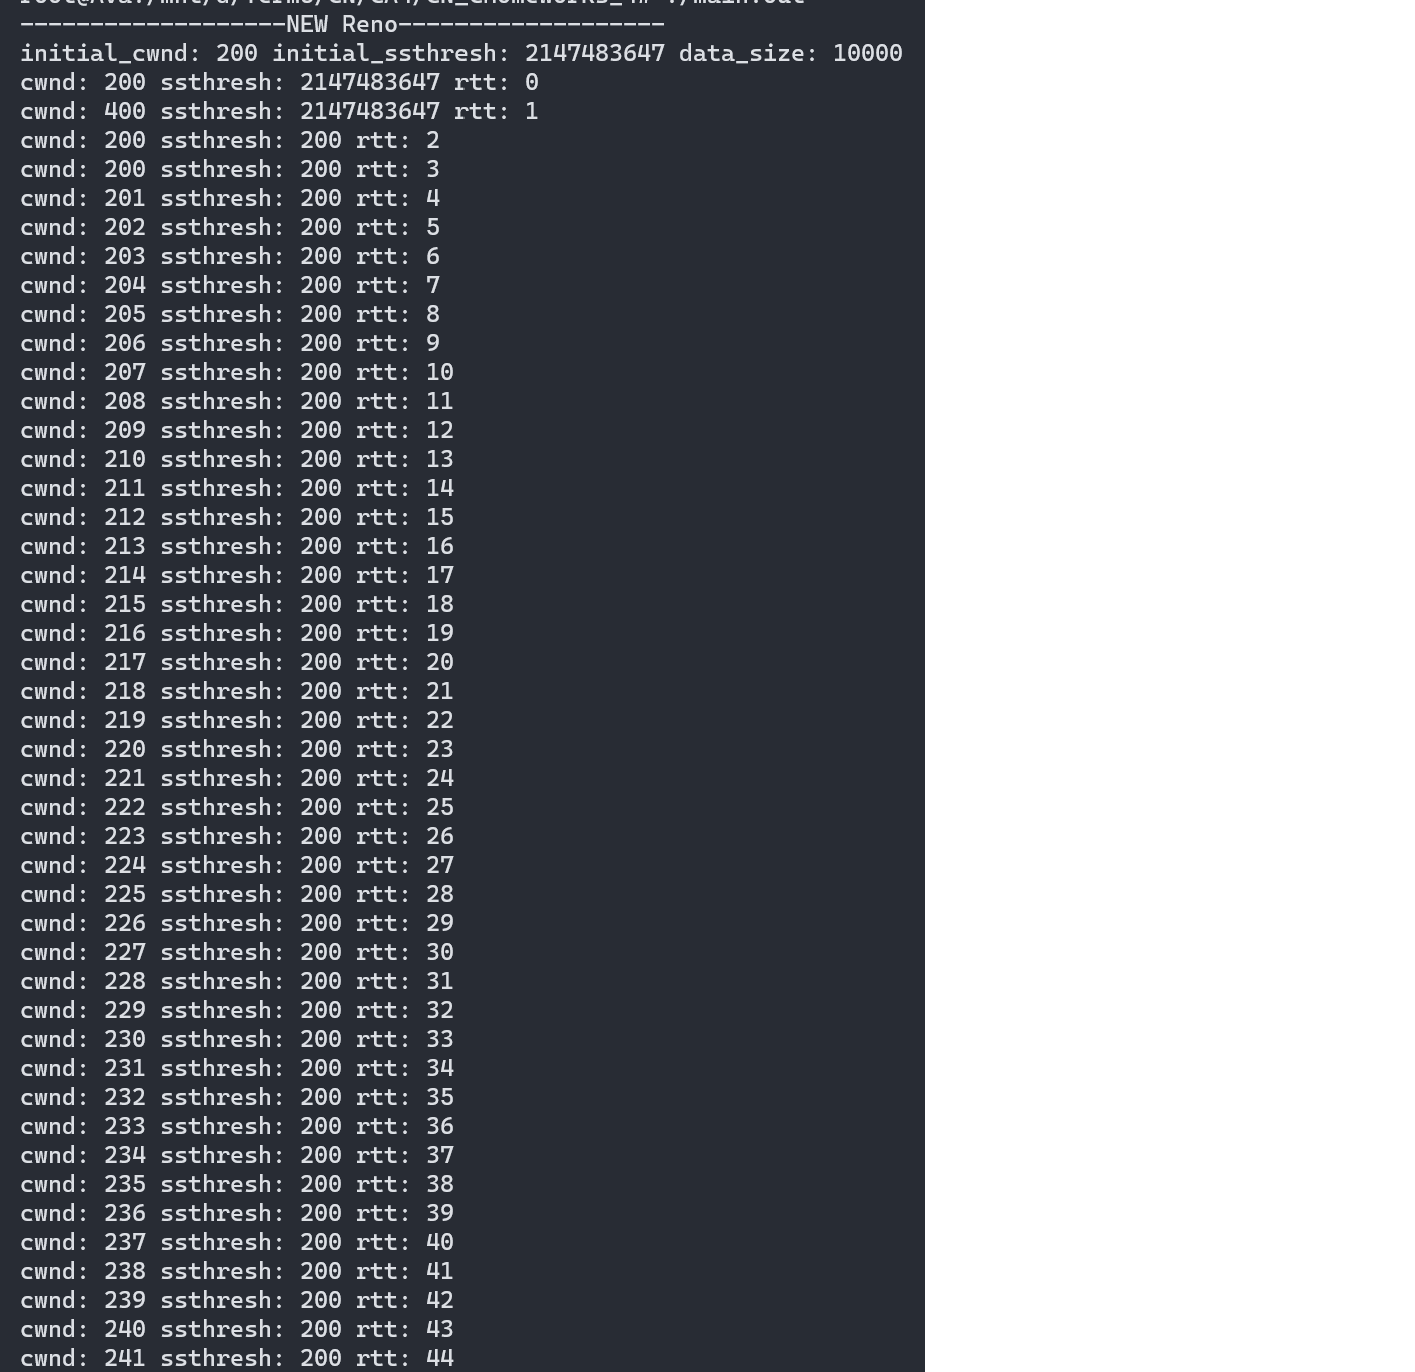 -------------------NEW Reno-------------------
initial_cwnd: 200 initial_ssthresh: 2147483647 data_size: 10000
cwnd: 200 ssthresh: 2147483647 rtt: 0
cwnd: 400 ssthresh: 2147483647 rtt: 1
cwnd: 200 ssthresh: 200 rtt: 2
cwnd: 200 ssthresh: 200 rtt: 3
cwnd: 201 ssthresh: 200 rtt: 4
cwnd: 202 ssthresh: 200 rtt: 5
cwnd: 203 ssthresh: 200 rtt: 6
cwnd: 204 ssthresh: 200 rtt: 7
cwnd: 205 ssthresh: 200 rtt: 8
cwnd: 206 ssthresh: 200 rtt: 9
cwnd: 207 ssthresh: 200 rtt: 10
cwnd: 208 ssthresh: 200 rtt: 11
cwnd: 209 ssthresh: 200 rtt: 12
cwnd: 210 ssthresh: 200 rtt: 13
cwnd: 211 ssthresh: 200 rtt: 14
cwnd: 212 ssthresh: 200 rtt: 15
cwnd: 213 ssthresh: 200 rtt: 16
cwnd: 214 ssthresh: 200 rtt: 17
cwnd: 215 ssthresh: 200 rtt: 18
cwnd: 216 ssthresh: 200 rtt: 19
cwnd: 217 ssthresh: 200 rtt: 20
cwnd: 218 ssthresh: 200 rtt: 21
cwnd: 219 ssthresh: 200 rtt: 22
cwnd: 220 ssthresh: 200 rtt: 23
cwnd: 221 ssthresh: 200 rtt: 24
cwnd: 222 ssthresh: 200 rtt: 25
cwnd: 223 ssthresh: 200 rtt: 26
cwnd: 224 ssthresh: 200 rtt: 27
cwnd: 225 ssthresh: 200 rtt: 28
cwnd: 226 ssthresh: 200 rtt: 29
cwnd: 227 ssthresh: 200 rtt: 30
cwnd: 228 ssthresh: 200 rtt: 31
cwnd: 229 ssthresh: 200 rtt: 32
cwnd: 230 ssthresh: 200 rtt: 33
cwnd: 231 ssthresh: 200 rtt: 34
cwnd: 232 ssthresh: 200 rtt: 35
cwnd: 233 ssthresh: 200 rtt: 36
cwnd: 234 ssthresh: 200 rtt: 37
cwnd: 235 ssthresh: 200 rtt: 38
cwnd: 236 ssthresh: 200 rtt: 39
cwnd: 237 ssthresh: 200 rtt: 40
cwnd: 238 ssthresh: 200 rtt: 41
cwnd: 239 ssthresh: 200 rtt: 42
cwnd: 240 ssthresh: 200 rtt: 43
cwnd: 241 ssthresh: 200 rtt: 44